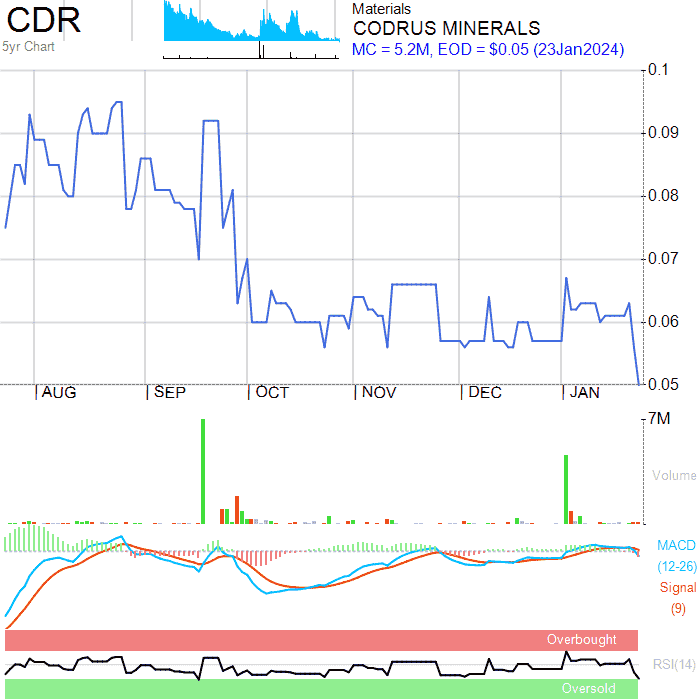 CDR
5yr Chart
Materials
CODRUS MINERALS
MC = 5.2M, EOD = $0.05 (23Jan2024)
0.1
0.09
0.08
0.07
0.06
0.05
AUG SEP OCT NOV DEC JAN
7M
Volume
MACD
(12-26)
Signal
(9)
Overbought
RSI(14)
Oversold